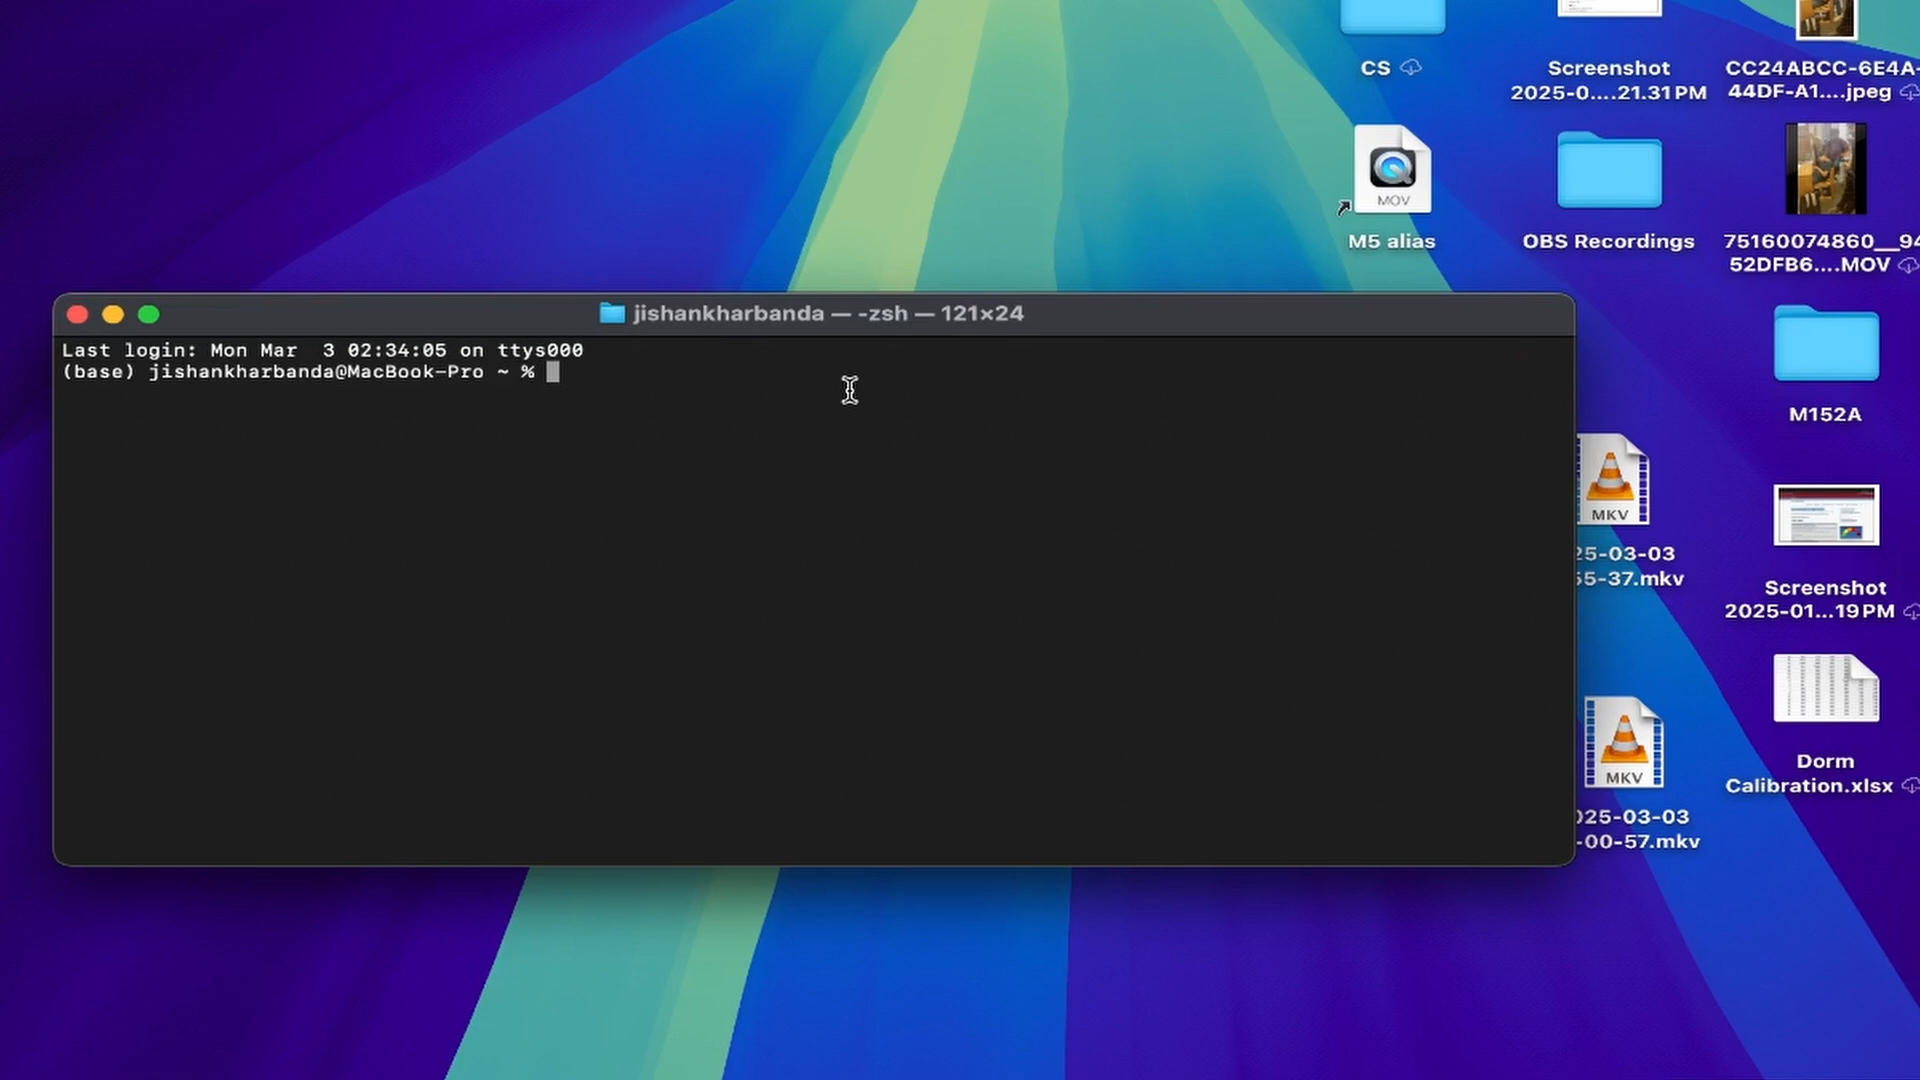 CS
Screenshot
2025-0....21.31 PM
CC24ABCC-6E4A-
44DF-A1....jpeg
MOV
M5 alias
OBS Recordings
75160074860__94
52DFB6....MOV
jishankharbanda — -zsh — 121×24
Last login: Mon Mar  3 02:34:05 on ttys000
(base) jishankharbanda@MacBook-Pro ~ %
M152A
MKV
25-03-03
55-37.mkv
Screenshot
2025-01...19 PM
MKV
025-03-03
-00-57.mkv
Dorm
Calibration.xlsx